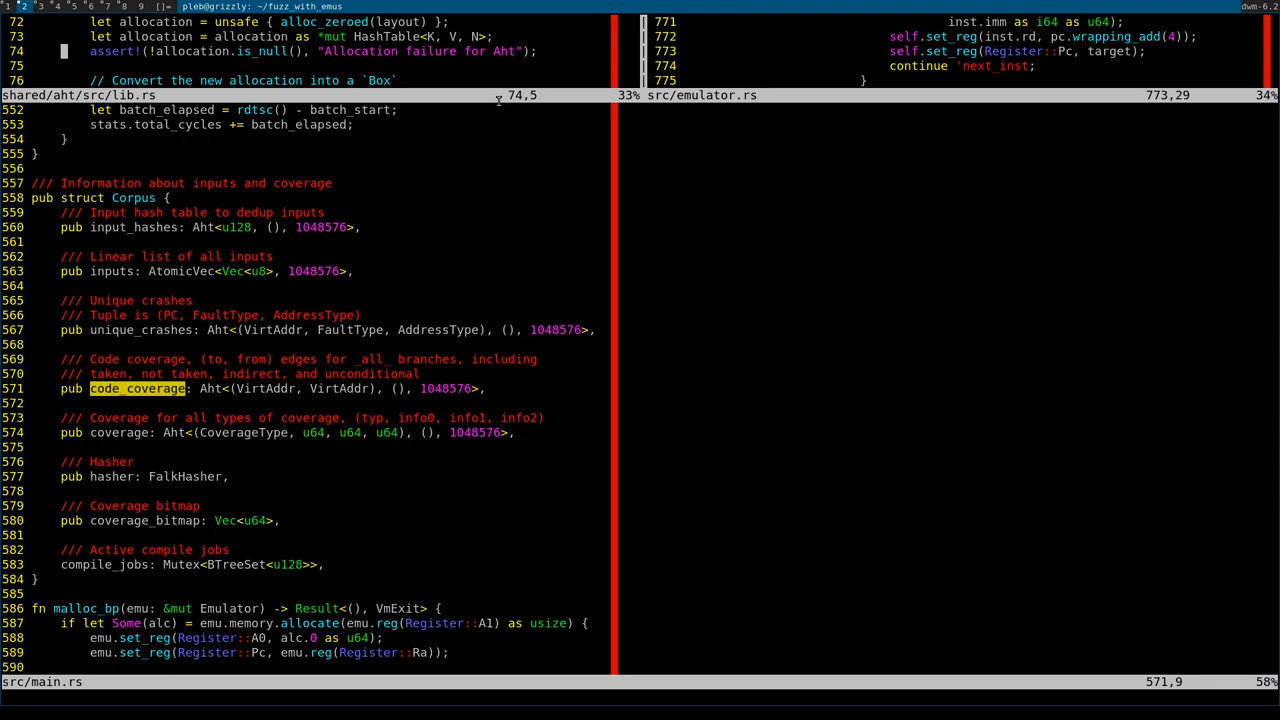 1 2 3 4 5 6 7 8 9 []= pleb@grizzly: ~/fuzz_with_emus dwm-6.2
72 let allocation = unsafe { alloc_zeroed(layout) };
73 let allocation = allocation as *mut HashTable<K, V, N>;
74 assert!(!allocation.is_null(), "Allocation failure for Aht");
75
76 // Convert the new allocation into a `Box`
shared/aht/src/lib.rs 74,5 33%
771 inst.imm as i64 as u64);
772 self.set_reg(inst.rd, pc.wrapping_add(4));
773 self.set_reg(Register::Pc, target);
774 continue 'next_inst;
775 }
src/emulator.rs 773,29 34%
552 let batch_elapsed = rdtsc() - batch_start;
553 stats.total_cycles += batch_elapsed;
554 }
555 }
556
557 /// Information about inputs and coverage
558 pub struct Corpus {
559 /// Input hash table to dedup inputs
560 pub input_hashes: Aht<u128, (), 1048576>,
561
562 /// Linear list of all inputs
563 pub inputs: AtomicVec<Vec<u8>, 1048576>,
564
565 /// Unique crashes
566 /// Tuple is (PC, FaultType, AddressType)
567 pub unique_crashes: Aht<(VirtAddr, FaultType, AddressType), (), 1048576>,
568
569 /// Code coverage, (to, from) edges for _all_ branches, including
570 /// taken, not taken, indirect, and unconditional
571 pub code_coverage: Aht<(VirtAddr, VirtAddr), (), 1048576>,
572
573 /// Coverage for all types of coverage, (typ, info0, info1, info2)
574 pub coverage: Aht<(CoverageType, u64, u64, u64), (), 1048576>,
575
576 /// Hasher
577 pub hasher: FalkHasher,
578
579 /// Coverage bitmap
580 pub coverage_bitmap: Vec<u64>,
581
582 /// Active compile jobs
583 compile_jobs: Mutex<BTreeSet<u128>>,
584 }
585
586 fn malloc_bp(emu: &mut Emulator) -> Result<(), VmExit> {
587 if let Some(alc) = emu.memory.allocate(emu.reg(Register::A1) as usize) {
588 emu.set_reg(Register::A0, alc.0 as u64);
589 emu.set_reg(Register::Pc, emu.reg(Register::Ra));
590
src/main.rs 571,9 58%